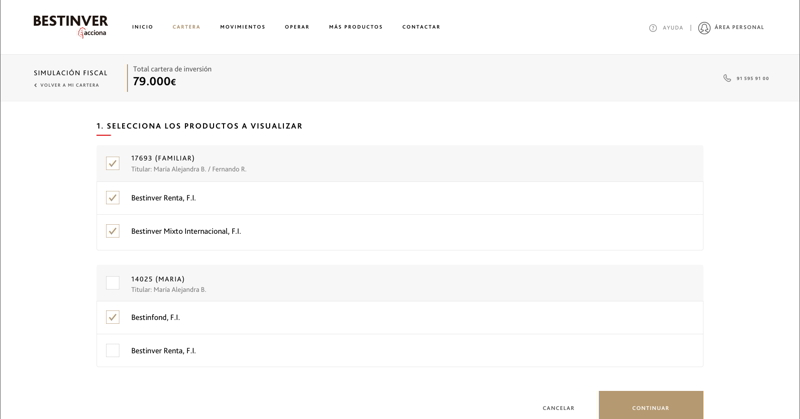 BESTINVER
acciona
INICIO
CARTERA
MOVIMIENTOS
OPERAR
MÁS PRODUCTOS
CONTACTAR
AYUDA
ÁREA PERSONAL
SIMULACIÓN FISCAL
VOLVER A MI CARTERA
Total cartera de inversión
79.000€
91 595 91 00
1. SELECCIONA LOS PRODUCTOS A VISUALIZAR
17693 (FAMILIAR)
Titular: Maria Alejandra B. / Fernando R.
Bestinver Renta, F.I.
Bestinver Mixto Internacional, F.I.
14025 (MARIA)
Titular: Maria Alejandra B.
Bestinfond, F.I.
Bestinver Renta, F.I.
CANCELAR
CONTINUAR